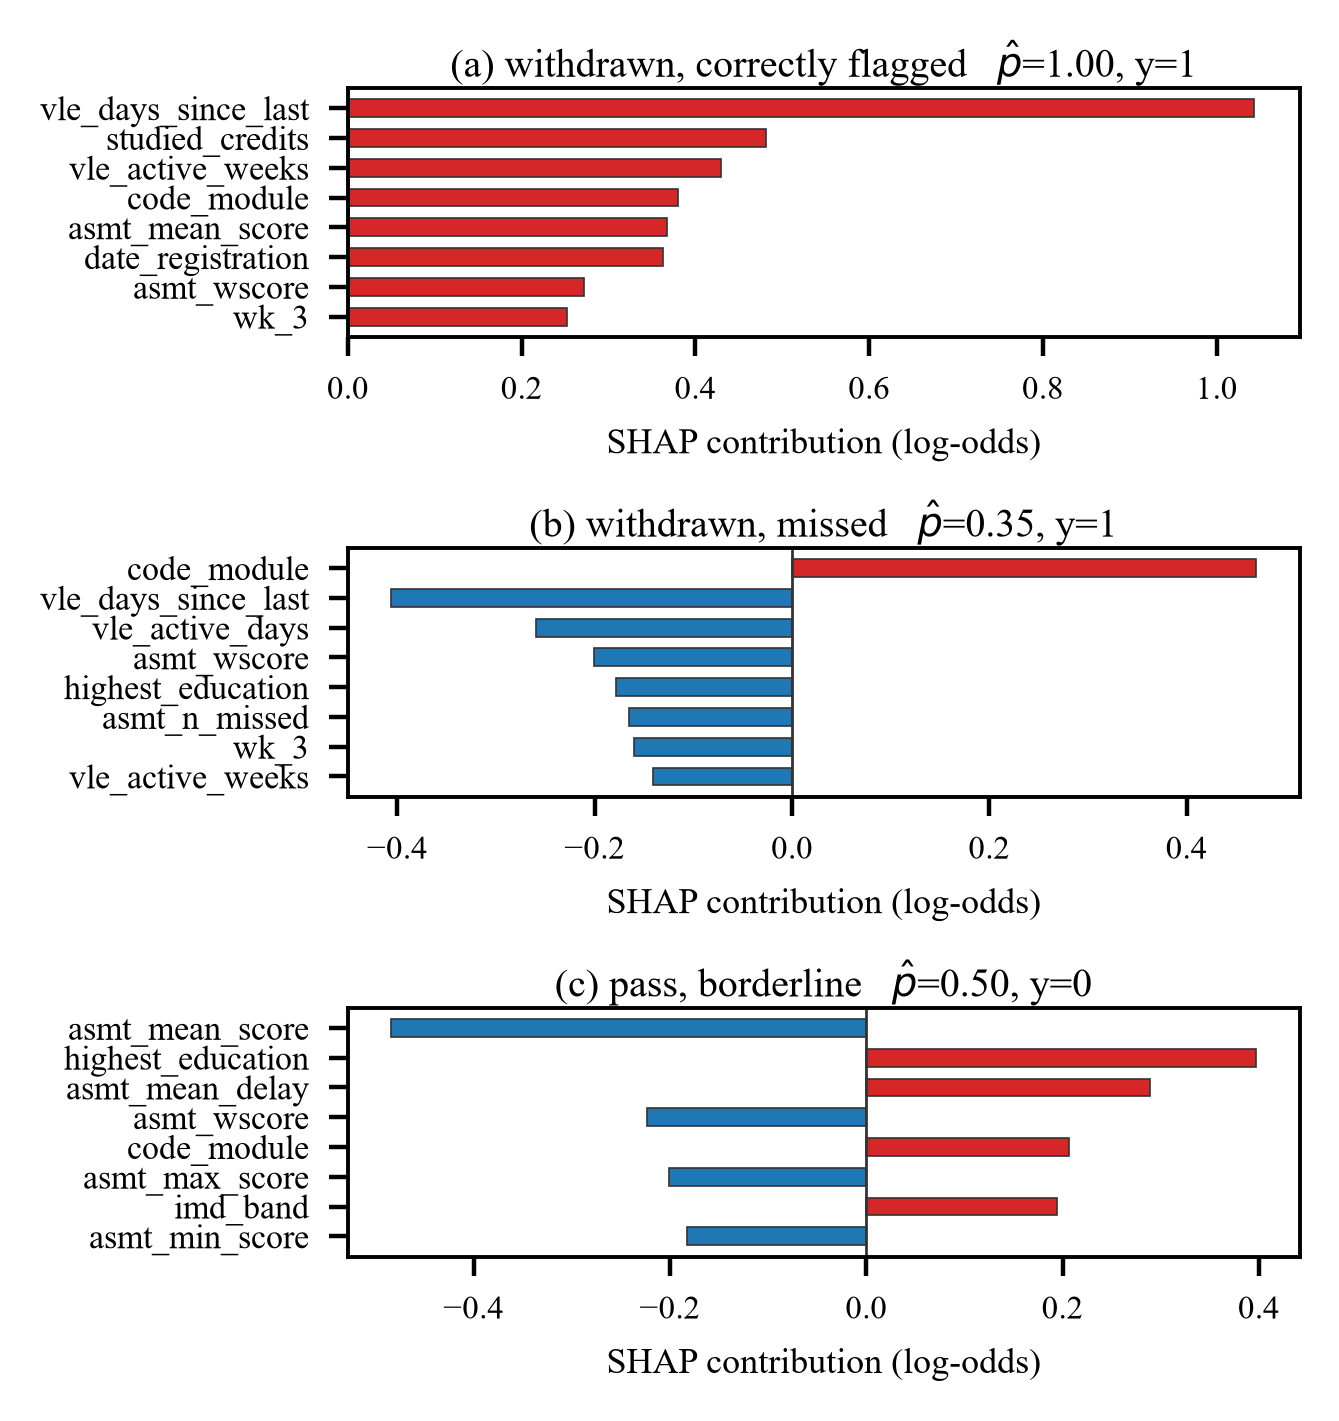 (a) withdrawn, correctly flagged p̂=1.00, y=1
vle_days_since_last
studied_credits
vle_active_weeks
code_module
asmt_mean_score
date_registration
asmt_wscore
wk_3
0.0 0.2 0.4 0.6 0.8 1.0
SHAP contribution (log-odds)
(b) withdrawn, missed p̂=0.35, y=1
code_module
vle_days_since_last
vle_active_days
asmt_wscore
highest_education
asmt_n_missed
wk_3
vle_active_weeks
−0.4 −0.2 0.0 0.2 0.4
SHAP contribution (log-odds)
(c) pass, borderline p̂=0.50, y=0
asmt_mean_score
highest_education
asmt_mean_delay
asmt_wscore
code_module
asmt_max_score
imd_band
asmt_min_score
−0.4 −0.2 0.0 0.2 0.4
SHAP contribution (log-odds)